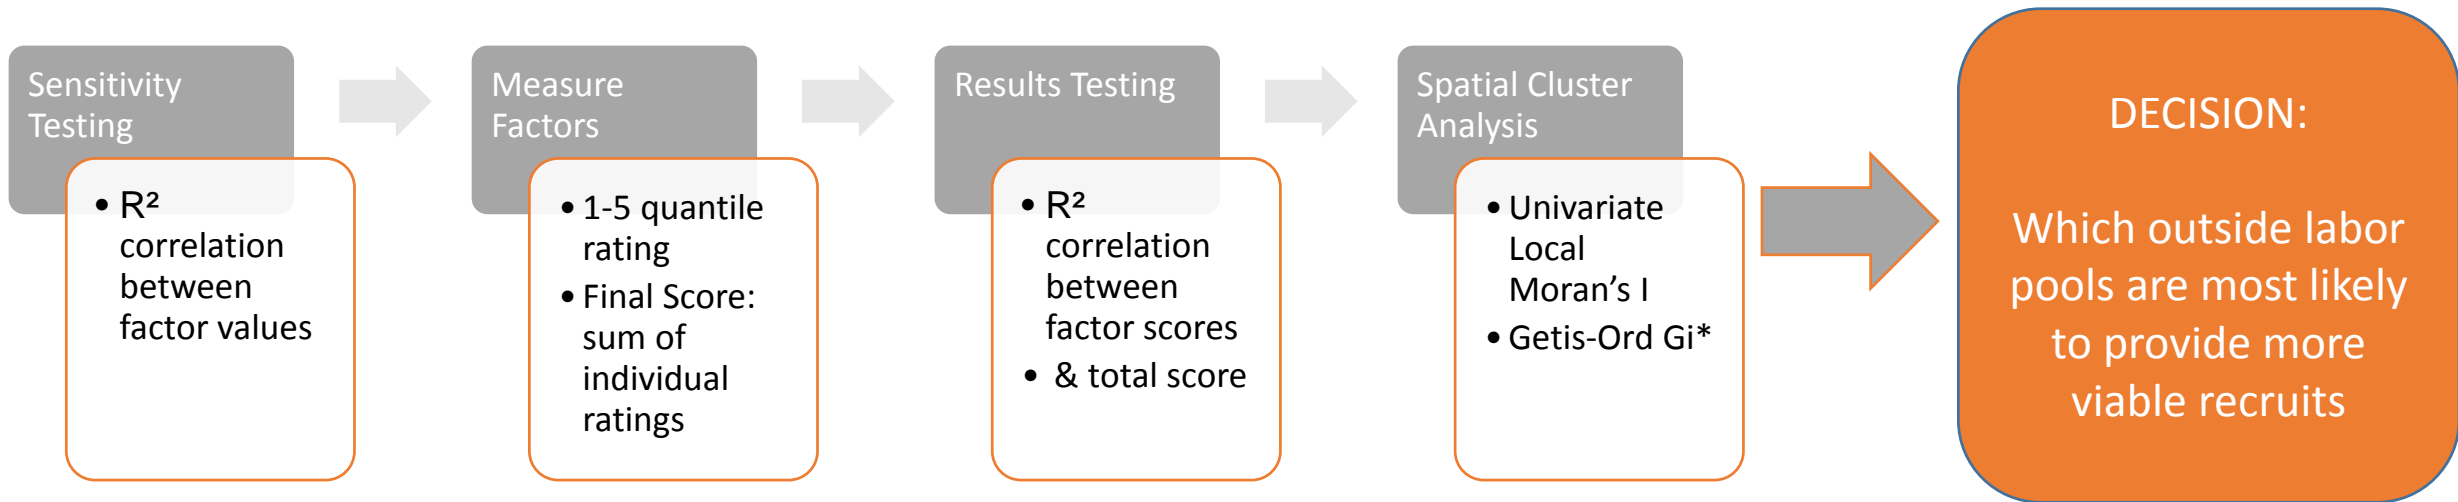 Sensitivity
Testing
• R²
correlation
between
factor values
Measure
Factors
• 1-5 quantile
rating
• Final Score:
sum of
individual
ratings
Results Testing
• R²
correlation
between
factor scores
• & total score
Spatial Cluster
Analysis
• Univariate
Local
Moran’s I
• Getis-Ord Gi*
DECISION:
Which outside labor
pools are most likely
to provide more
viable recruits